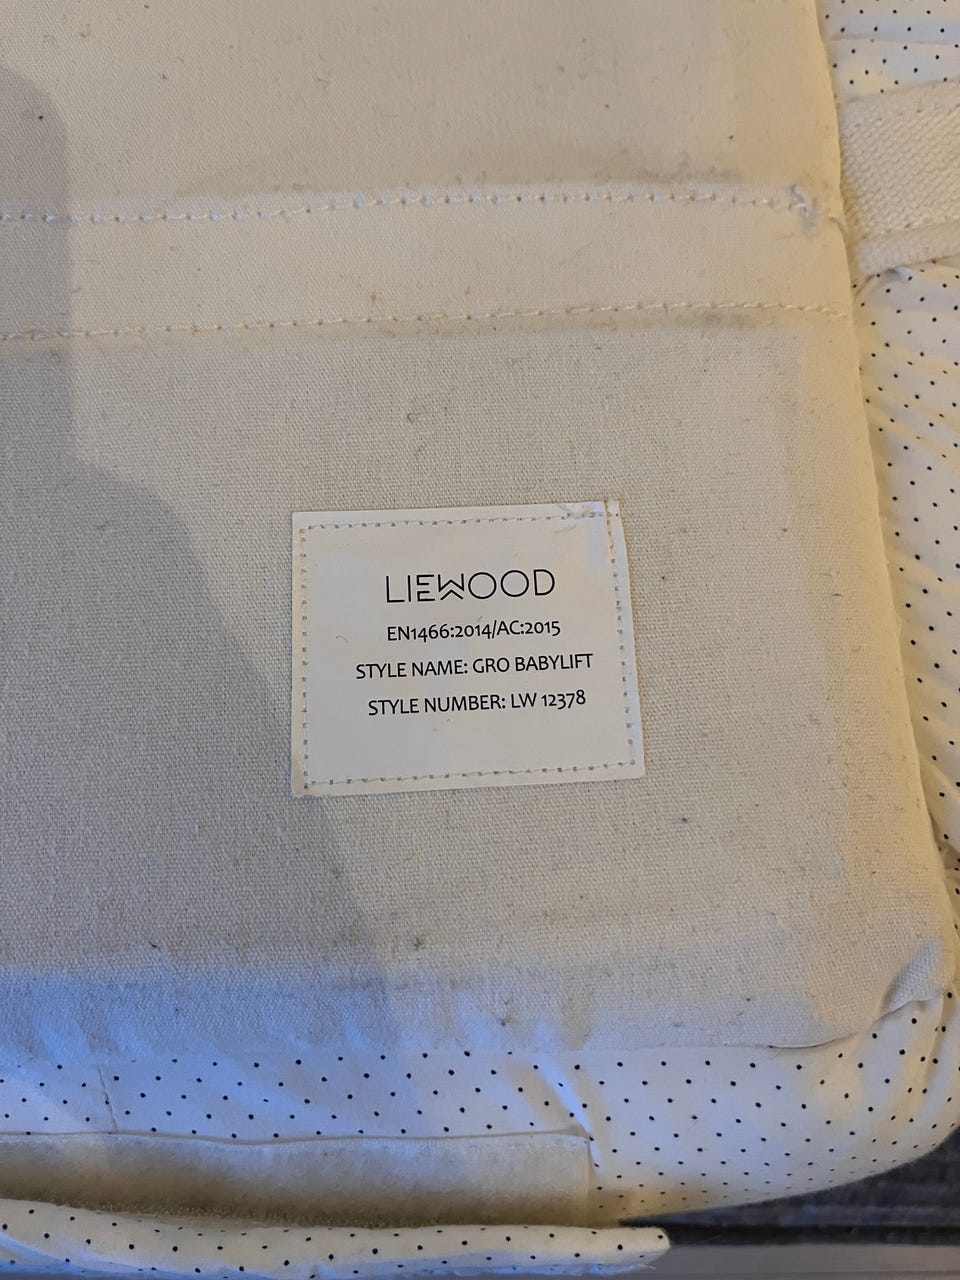 LIEWOOD
EN1466:2014/AC:2015
STYLE NAME: GRO BABYLIFT
STYLE NUMBER: LW 12378